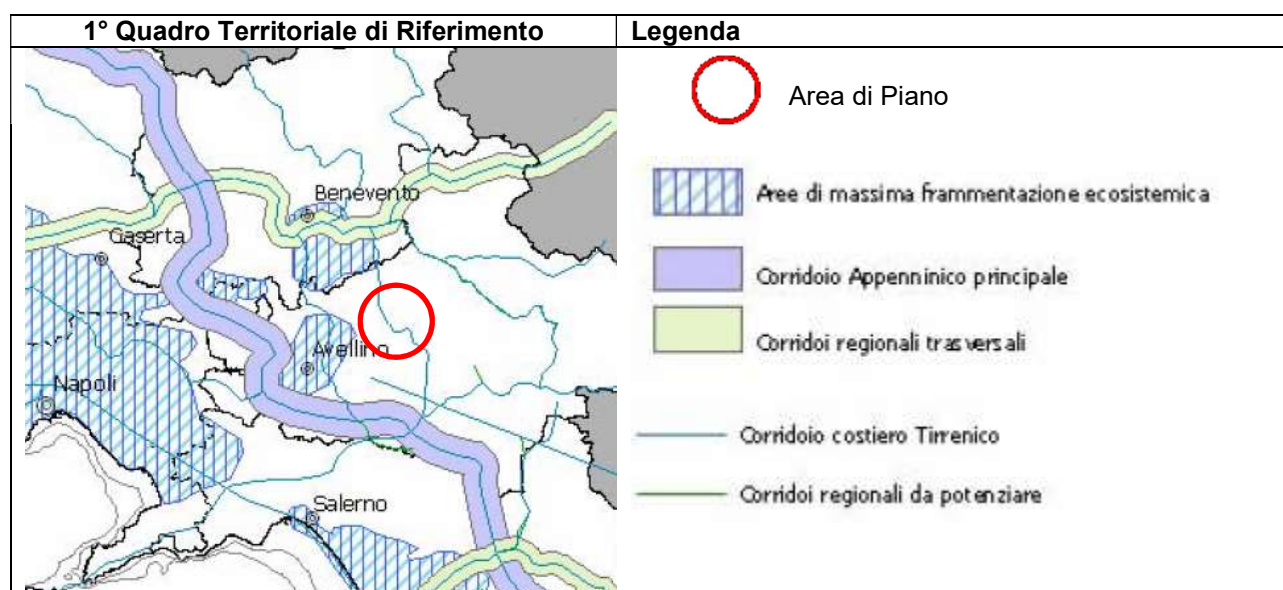 1° Quadro Territoriale di Riferimento
Legenda
Benevento
Caserta
Avellino
Napoli
Salerno
Area di Piano
Aree di massima frammentazione ecosistemica
Corridoio Appenninico principale
Corridoi regionali trasversali
Corridoio costiero Tirrenico
Corridoi regionali da potenziare